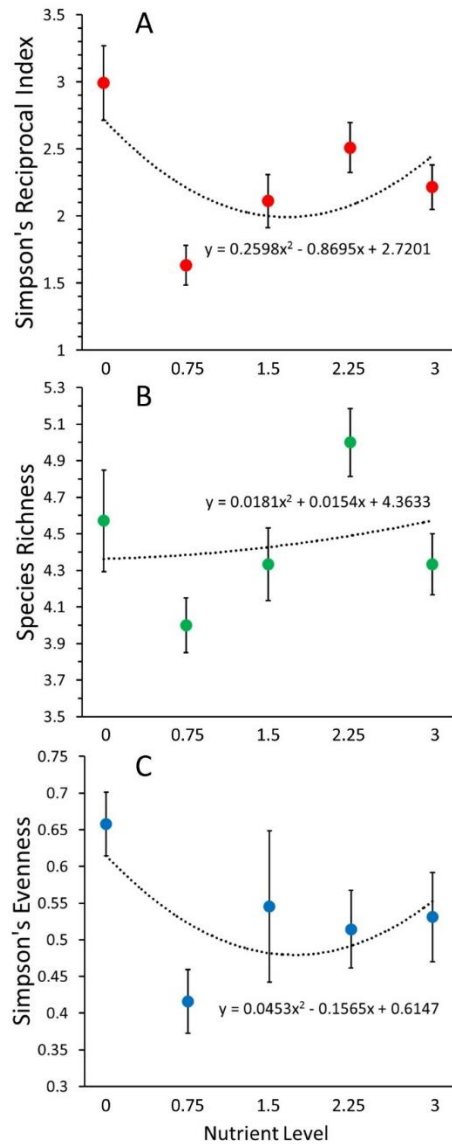 A
Simpson's Reciprocal Index
3.5
3
2.5
2
1.5
1
y = 0.2598x² - 0.8695x + 2.7201
0 0.75 1.5 2.25 3
B
Species Richness
5.3
5.1
4.9
4.7
4.5
4.3
4.1
3.9
3.7
3.5
y = 0.0181x² + 0.0154x + 4.3633
0 0.75 1.5 2.25 3
C
Simpson's Evenness
0.75
0.7
0.65
0.6
0.55
0.5
0.45
0.4
0.35
0.3
y = 0.0453x² - 0.1565x + 0.6147
0 0.75 1.5 2.25 3
Nutrient Level